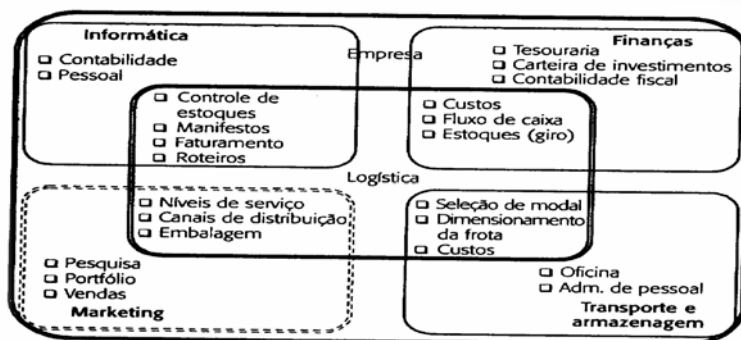 Informática
❑ Contabilidade
❑ Pessoal
❑ Controle de
estoques
❑ Manifestos
❑ Faturamento
❑ Roteiros
Empresa
Finanças
❑ Tesouraria
❑ Carteira de investimentos
❑ Contabilidade fiscal
❑ Custos
❑ Fluxo de caixa
❑ Estoques (giro)
Logística
❑ Níveis de serviço
❑ Canais de distribuição
❑ Embalagem
❑ Pesquisa
❑ Portfólio
❑ Vendas
Marketing
❑ Seleção de modal
❑ Dimensionamento
da frota
❑ Custos
❑ Oficina
❑ Adm. de pessoal
Transporte e
armazenagem